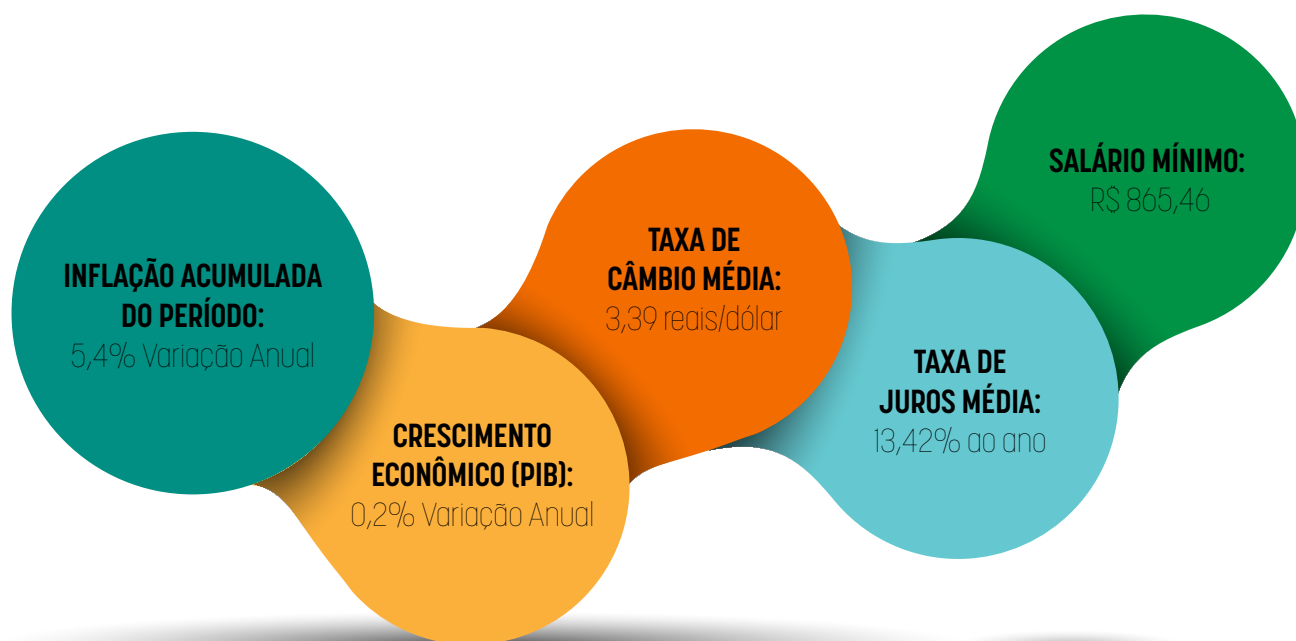 INFLAÇÃO ACUMULADA
DO PERÍODO:
5,4% Variação Anual
CRESCIMENTO
ECONÔMICO (PIB):
0,2% Variação Anual
TAXA DE
CÂMBIO MÉDIA:
3,39 reais/dólar
TAXA DE
JUROS MÉDIA:
13,42% ao ano
SALÁRIO MÍNIMO:
R$ 865,46